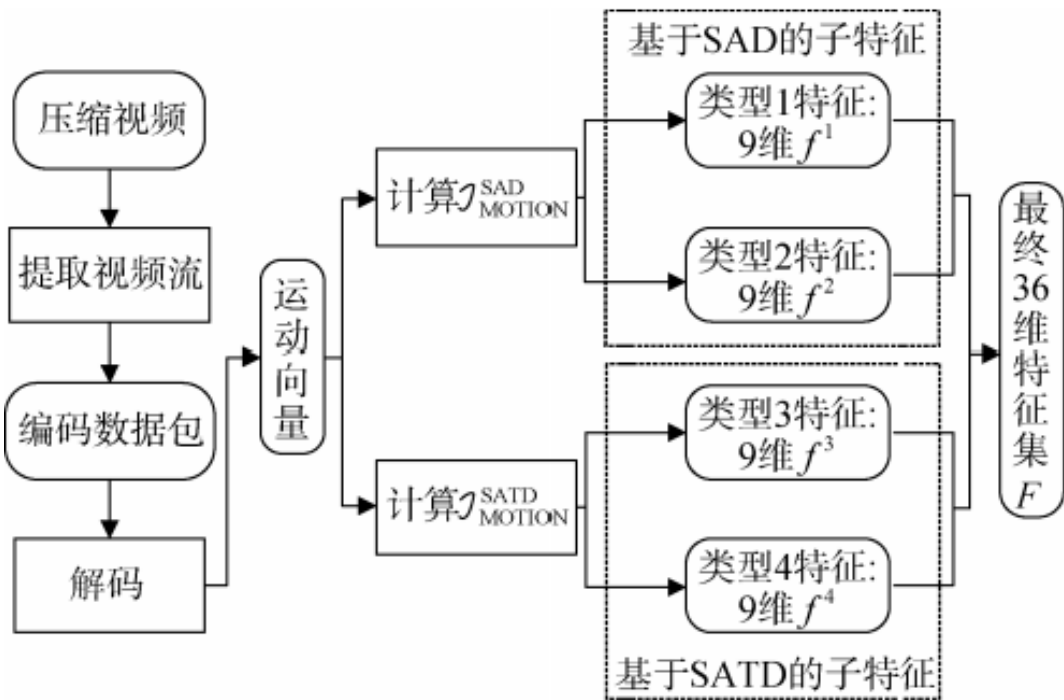 压缩视频
提取视频流
编码数据包
解码
运动向量
计算J SAD MOTION
计算J SATD MOTION
基于SAD的子特征
类型1特征:
9维 f¹
类型2特征:
9维 f²
类型3特征:
9维 f³
类型4特征:
9维 f⁴
基于SATD的子特征
最终36维特征集F